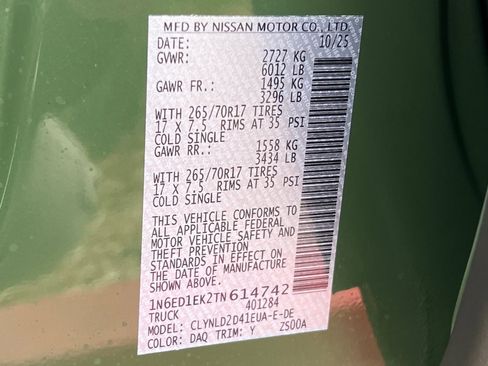 MFD BY NISSAN MOTOR CO., LTD.
DATE: 10/25
GVWR: 2727 KG
6012 LB
GAWR FR.: 1495 KG
3296 LB
WITH 265/70R17 TIRES
17 X 7.5 RIMS AT 35 PSI
COLD SINGLE
GAWR RR.: 1558 KG
3434 LB
WITH 265/70R17 TIRES
17 X 7.5 RIMS AT 35 PSI
COLD SINGLE
THIS VEHICLE CONFORMS TO
ALL APPLICABLE FEDERAL
MOTOR VEHICLE SAFETY AND
THEFT PREVENTION
STANDARDS IN EFFECT ON
THE DATE OF MANUFACTURE
SHOWN ABOVE.
1N6ED1EK2TN614742
TRUCK 401284
MODEL: CLYNLD2D41EUA-E-DE
COLOR: DAQ TRIM: Y ZS00A